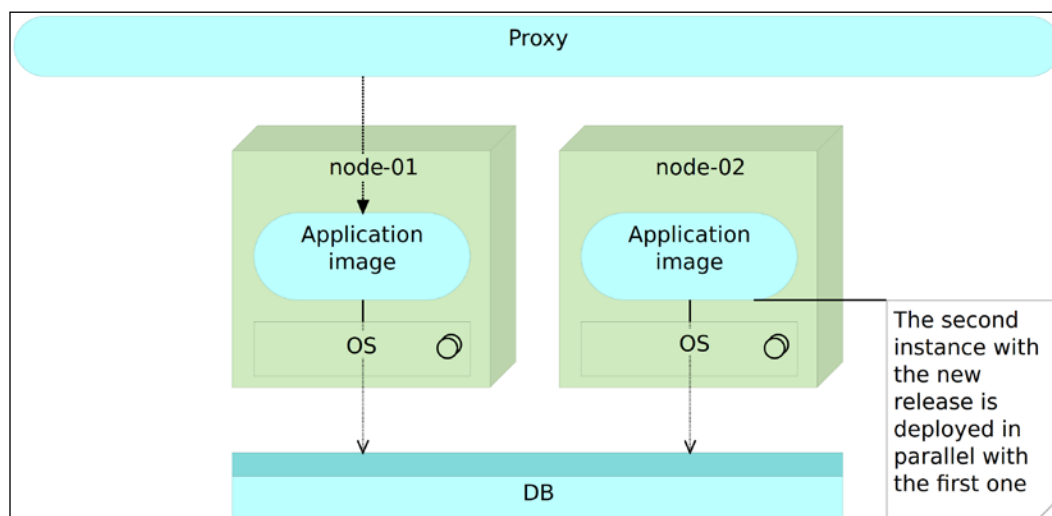 Proxy
node-01
node-02
Application
image
Application
image
OS
OS
The second
instance with
the new
release is
deployed in
parallel with
the first one
DB